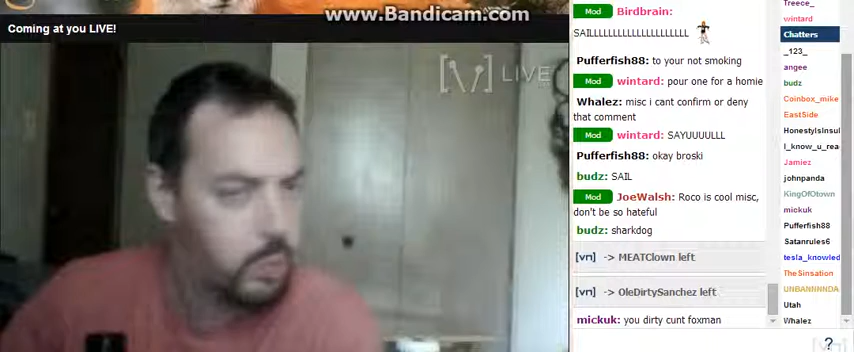 www.Bandicam.com
Coming at you LIVE!
[VR] LIVE
Mod Birdbrain:
SAILLLLLLLLLLLLLLLLLLLLL
Pufferfish88: to your not smoking
Mod wintard: pour one for a homie
Whalez: misc i cant confirm or deny
that comment
Mod wintard: SAYUUUULLL
Pufferfish88: okay broski
budz: SAIL
Mod JoeWalsh: Roco is cool misc,
don't be so hateful
budz: sharkdog
-> MEATClown left
-> OleDirtySanchez left
mickuk: you dirty cunt foxman
Treece_
wintard
Chatters
_123_
angee
budz
Coinbox_mike
EastSide
HonestyIsInsul
I_know_u_rea
Jamiez
johnpanda
KingOfOtown
mickuk
Pufferfish88
Satanrules6
tesla_knowled
TheSinsation
UNBANNNNDA
Utah
Whalez
?